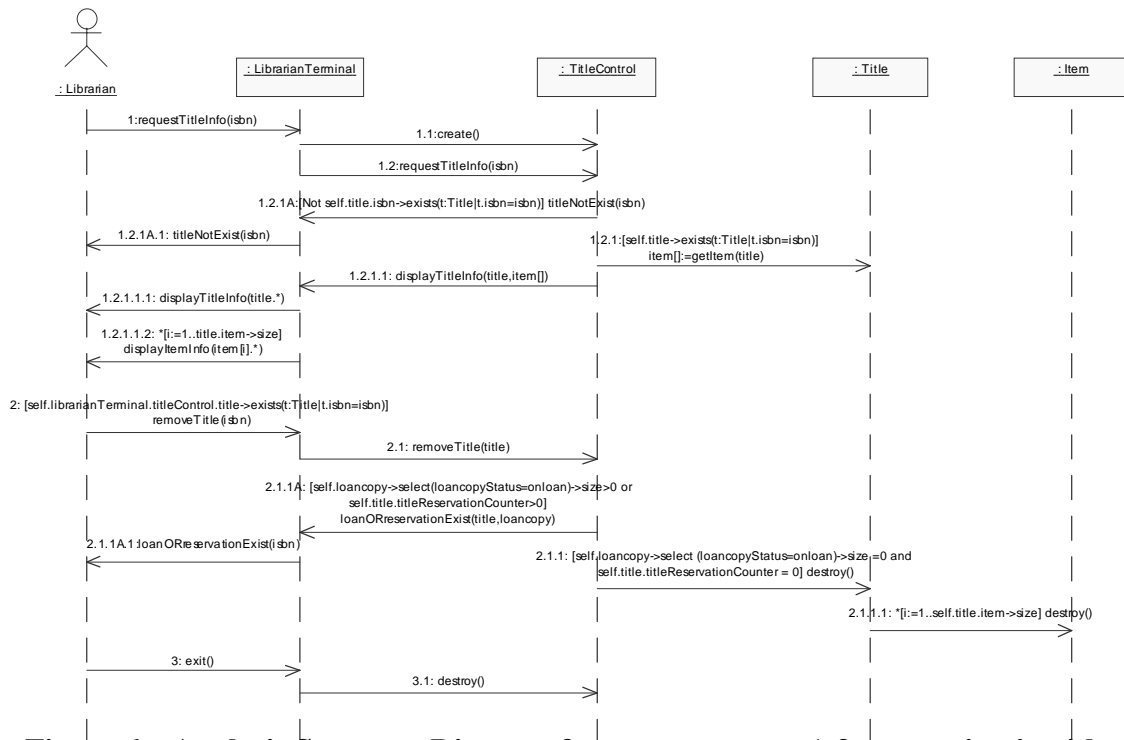 : Librarian
: LibrarianTerminal
: TitleControl
: Title
: Item
1:requestTitleInfo(isbn)
1.1:create()
1.2:requestTitleInfo(isbn)
1.2.1A:[Not self.title.isbn->exists(t:Title|t.isbn=isbn)] titleNotExist(isbn)
1.2.1A.1: titleNotExist(isbn)
1.2.1:[self.title->exists(t:Title|t.isbn=isbn)]
item[]:=getItem(title)
1.2.1.1: displayTitleInfo(title,item[])
1.2.1.1.1: displayTitleInfo(title.*)
1.2.1.1.2: *[i:=1..title.item->size]
displayItemInfo(item[i].*)
2: [self.librarianTerminal.titleControl.title->exists(t:Title|t.isbn=isbn)]
removeTitle(isbn)
2.1: removeTitle(title)
2.1.1A: [self.loancopy->select(loancopyStatus=onloan)->size>0 or
self.title.titleReservationCounter>0]
loanORreservationExist(title,loancopy)
2.1.1A.1:loanORreservationExist(isbn)
2.1.1: [self.loancopy->select (loancopyStatus=onloan)->size =0 and
self.title.titleReservationCounter = 0] destroy()
2.1.1.1: *[i:=1..self.title.item->size] destroy()
3: exit()
3.1: destroy()